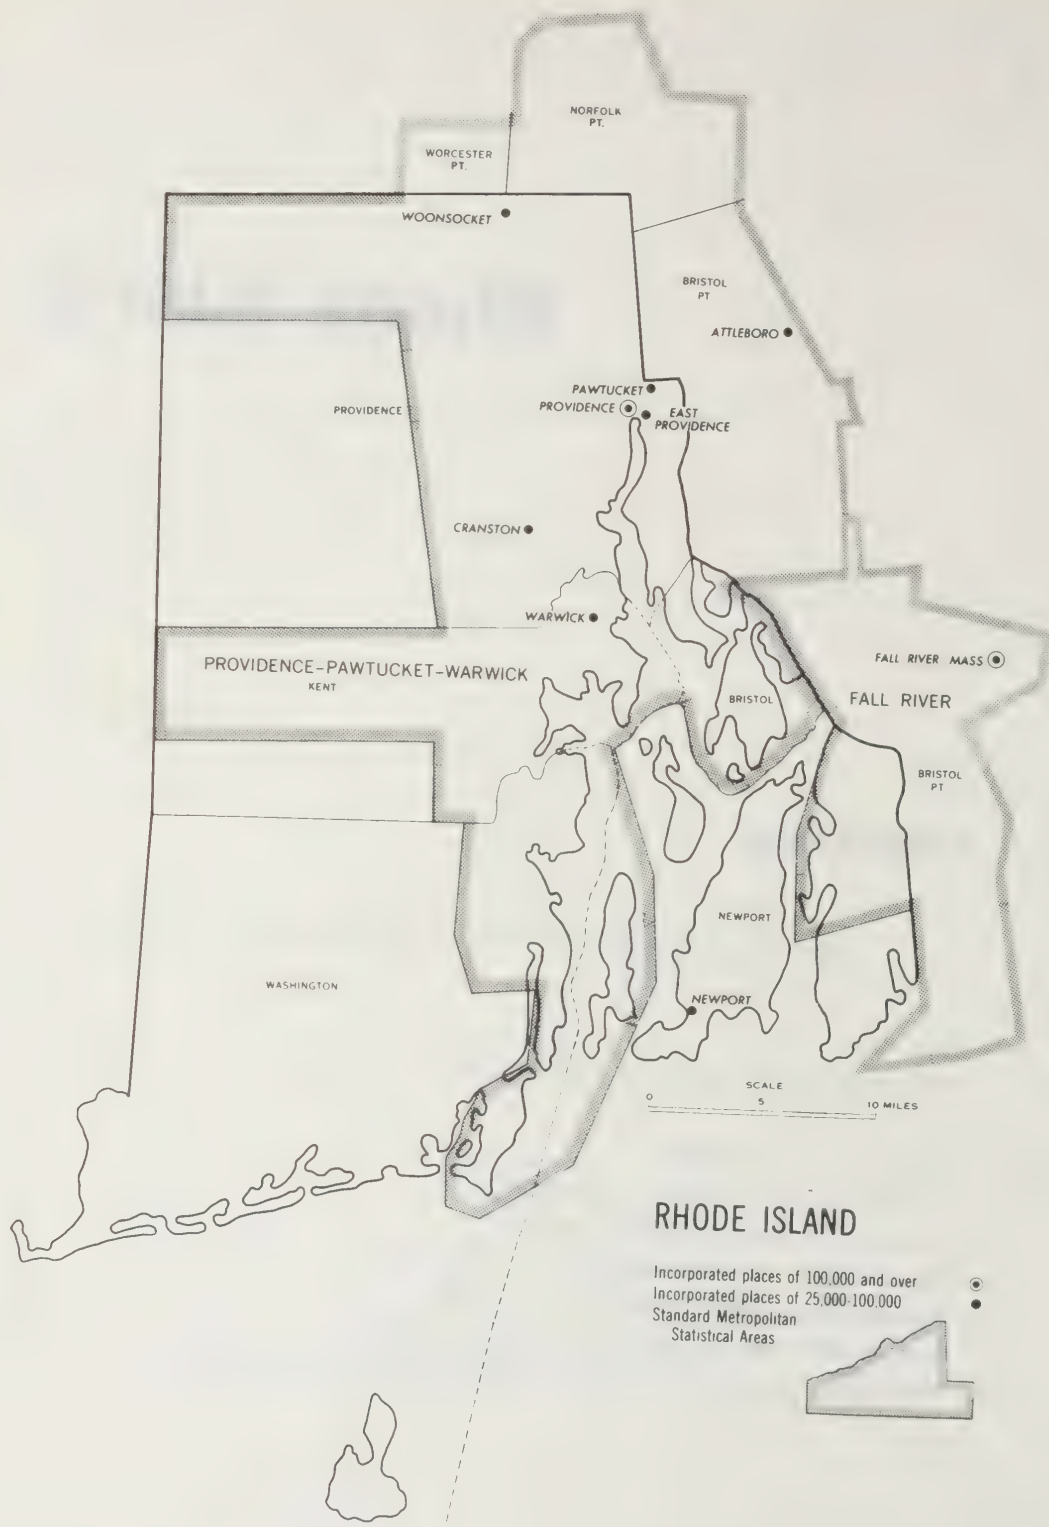 NORFOLK
PT.
WORCESTER
PT.
WOONSOCKET
BRISTOL
PT
ATTLEBORO
PAWTUCKET
PROVIDENCE
EAST
PROVIDENCE
PROVIDENCE
CRANSTON
WARWICK
FALL RIVER MASS
PROVIDENCE-PAWTUCKET-WARWICK
KENT
BRISTOL
FALL RIVER
BRISTOL
PT
NEWPORT
WASHINGTON
NEWPORT
SCALE
0 5 10 MILES
RHODE ISLAND
Incorporated places of 100,000 and over
Incorporated places of 25,000-100,000
Standard Metropolitan
Statistical Areas